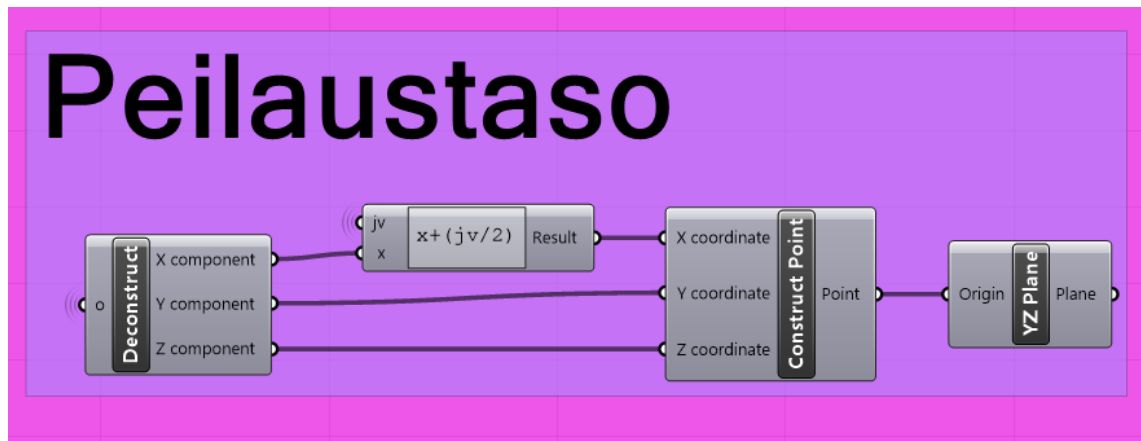 Peilaustaso
o
Deconstruct
X component
Y component
Z component
jv
x
x+(jv/2)
Result
X coordinate
Y coordinate
Z coordinate
Construct Point
Point
Origin
YZ Plane
Plane